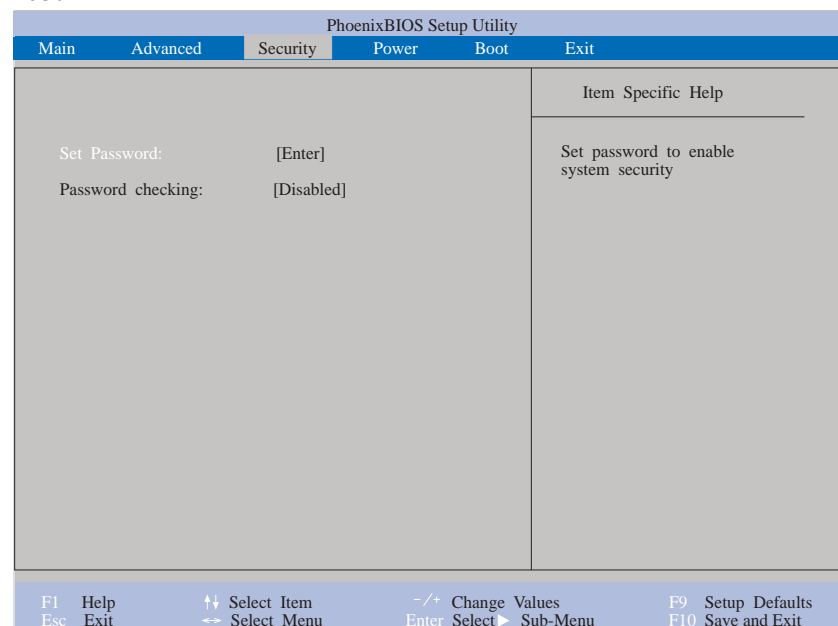 PhoenixBIOS Setup Utility
Main Advanced Security Power Boot Exit
Item Specific Help
Set Password: [Enter]
Set password to enable
system security
Password checking: [Disabled]
F1 Help ↑↓ Select Item -/+ Change Values F9 Setup Defaults
Esc Exit ↔ Select Menu Enter Select ▶ Sub-Menu F10 Save and Exit